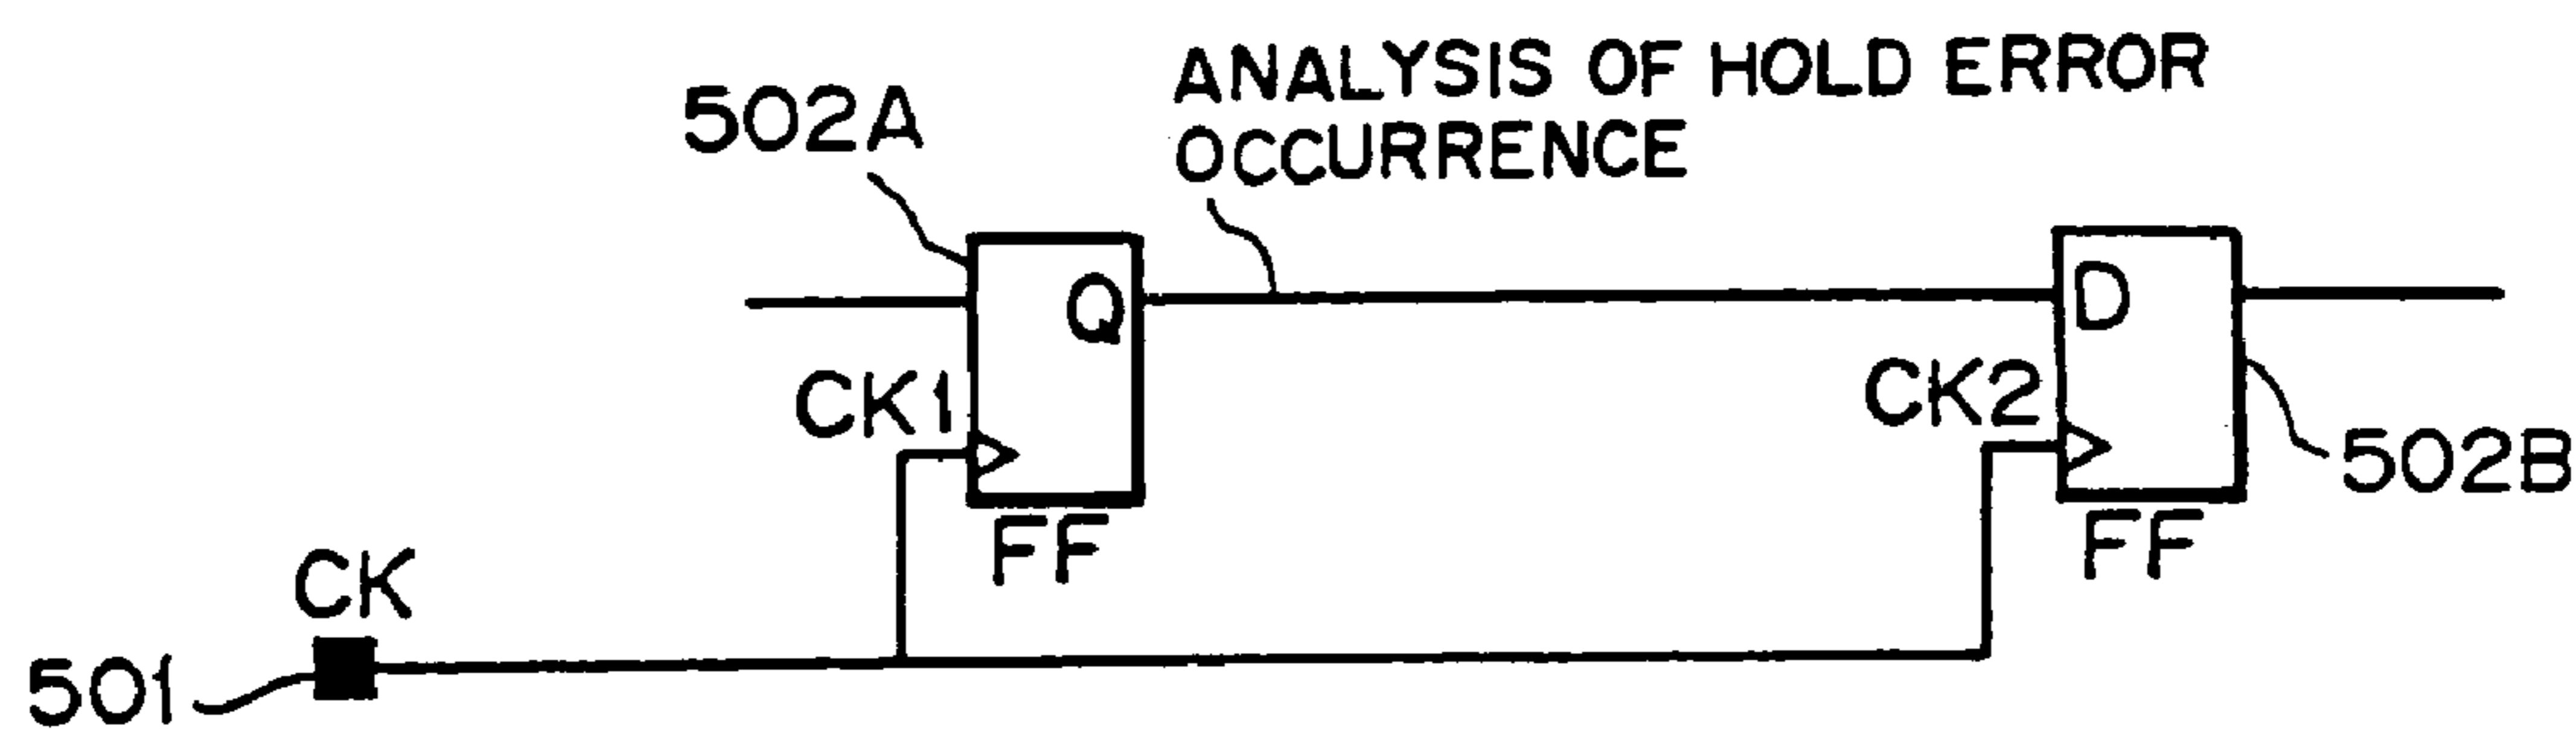 502A
ANALYSIS OF HOLD ERROR
OCCURRENCE
Q
D
CK1
CK2
502B
FF
FF
CK
501